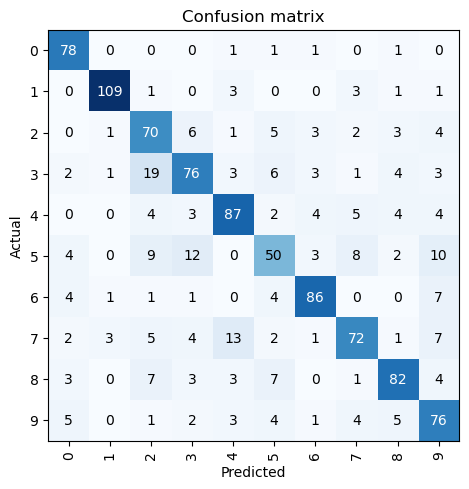 Confusion matrix
Actual
0 78 0 0 0 1 1 1 0 1 0
1 0 109 1 0 3 0 0 3 1 1
2 0 1 70 6 1 5 3 2 3 4
3 2 1 19 76 3 6 3 1 4 3
4 0 0 4 3 87 2 4 5 4 4
5 4 0 9 12 0 50 3 8 2 10
6 4 1 1 1 0 4 86 0 0 7
7 2 3 5 4 13 2 1 72 1 7
8 3 0 7 3 3 7 0 1 82 4
9 5 0 1 2 3 4 1 4 5 76
0 1 2 3 4 5 6 7 8 9
Predicted